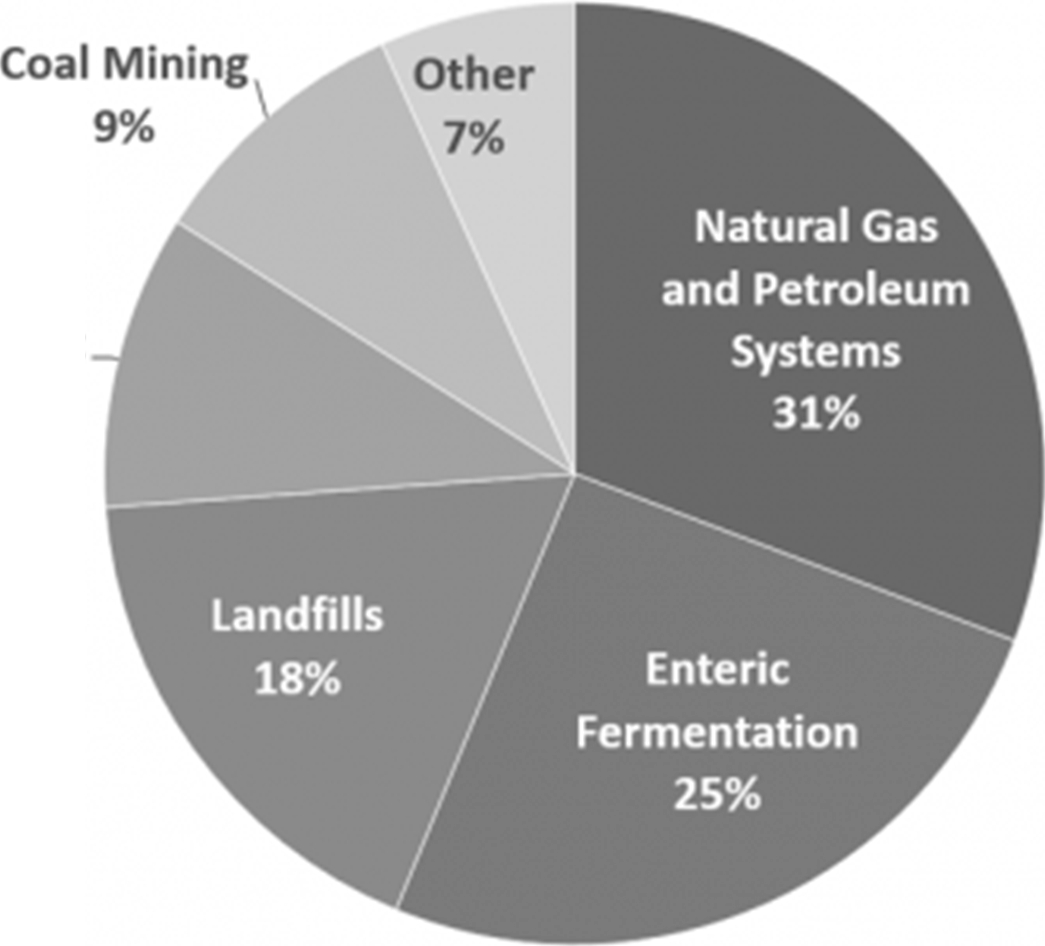 Coal Mining
9%
Other
7%
Natural Gas
and Petroleum
Systems
31%
Landfills
18%
Enteric
Fermentation
25%